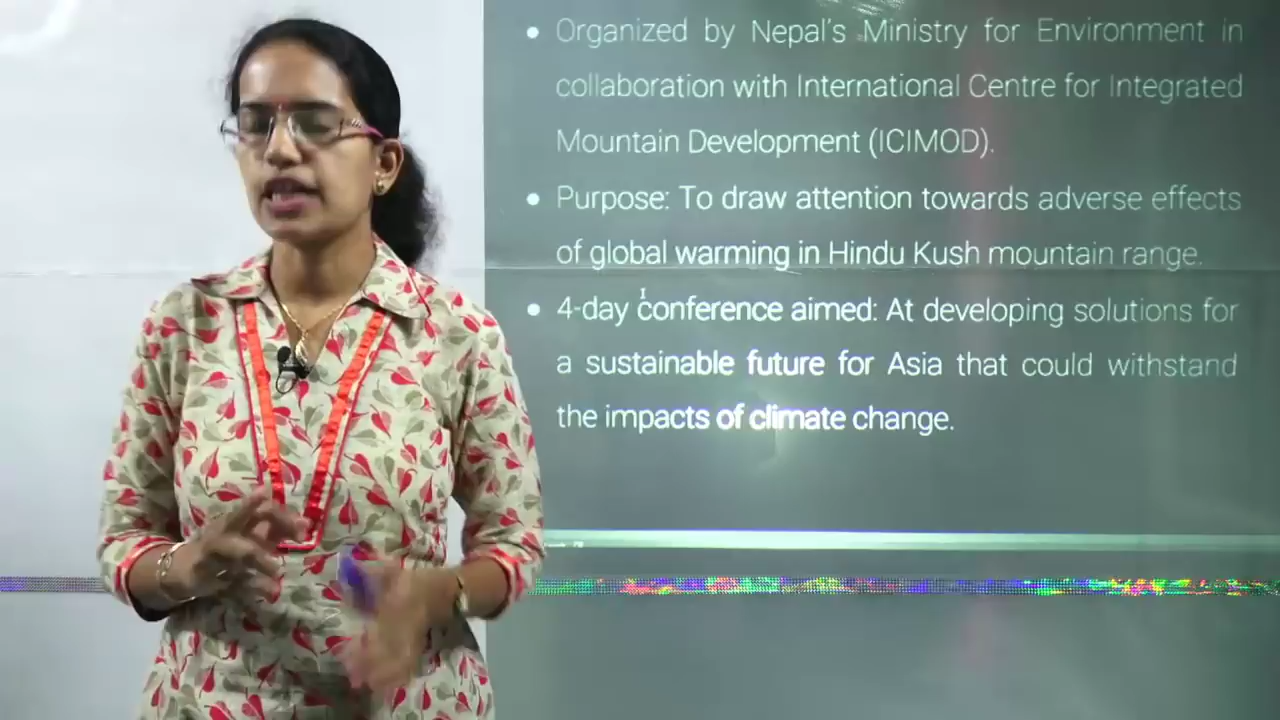 • Organized by Nepal's Ministry for Environment in
collaboration with International Centre for Integrated
Mountain Development (ICIMOD).
• Purpose: To draw attention towards adverse effects
of global warming in Hindu Kush mountain range.
• 4-day conference aimed: At developing solutions for
a sustainable future for Asia that could withstand
the impacts of climate change.